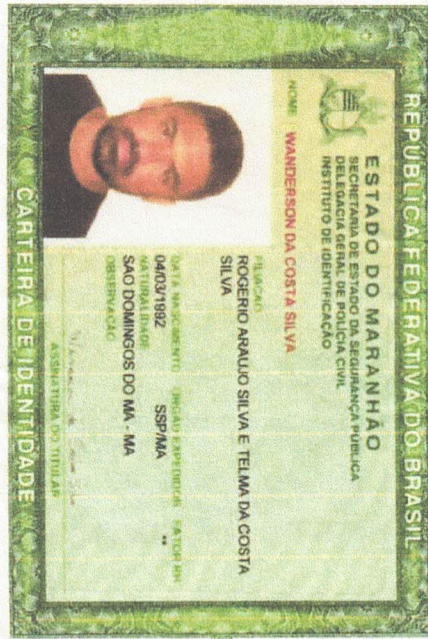 REPÚBLICA FEDERATIVA DO BRASIL
ESTADO DO MARANHÃO
SECRETARIA DE ESTADO DA SEGURANÇA PÚBLICA
DELEGACIA GERAL DE POLÍCIA CIVIL
INSTITUTO DE IDENTIFICAÇÃO
NOME WANDERSON DA COSTA SILVA
FILIAÇÃO
ROGERIO ARAUJO SILVA E TELMA DA COSTA
SILVA
DATA NASCIMENTO ORGÃO EXPEDIDOR FATOR RH
04/03/1992 SSP/MA **
NATURALIDADE
SAO DOMINGOS DO MA - MA
OBSERVAÇÃO
ASSINATURA DO TITULAR
CARTEIRA DE IDENTIDADE